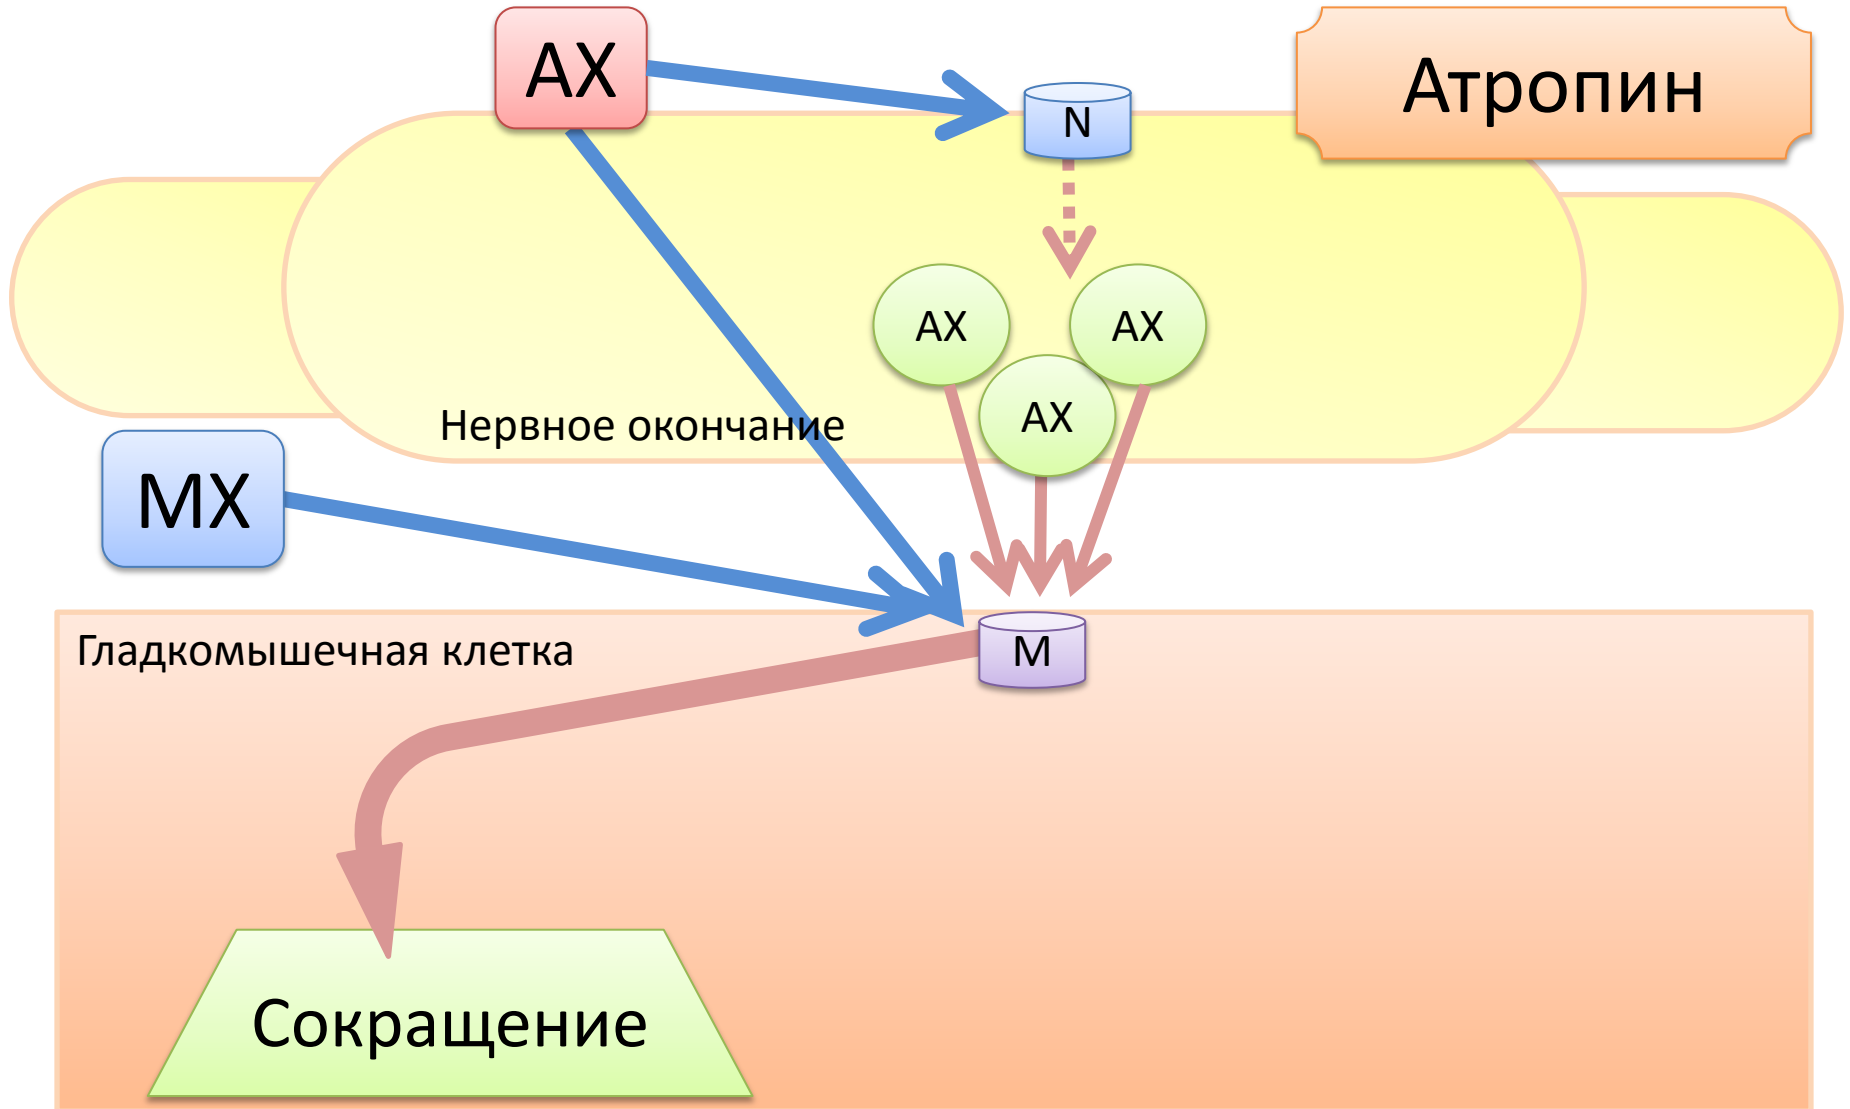 АХ
Атропин
N
АХ
АХ
АХ
Нервное окончание
МХ
Гладкомышечная клетка
М
Сокращение